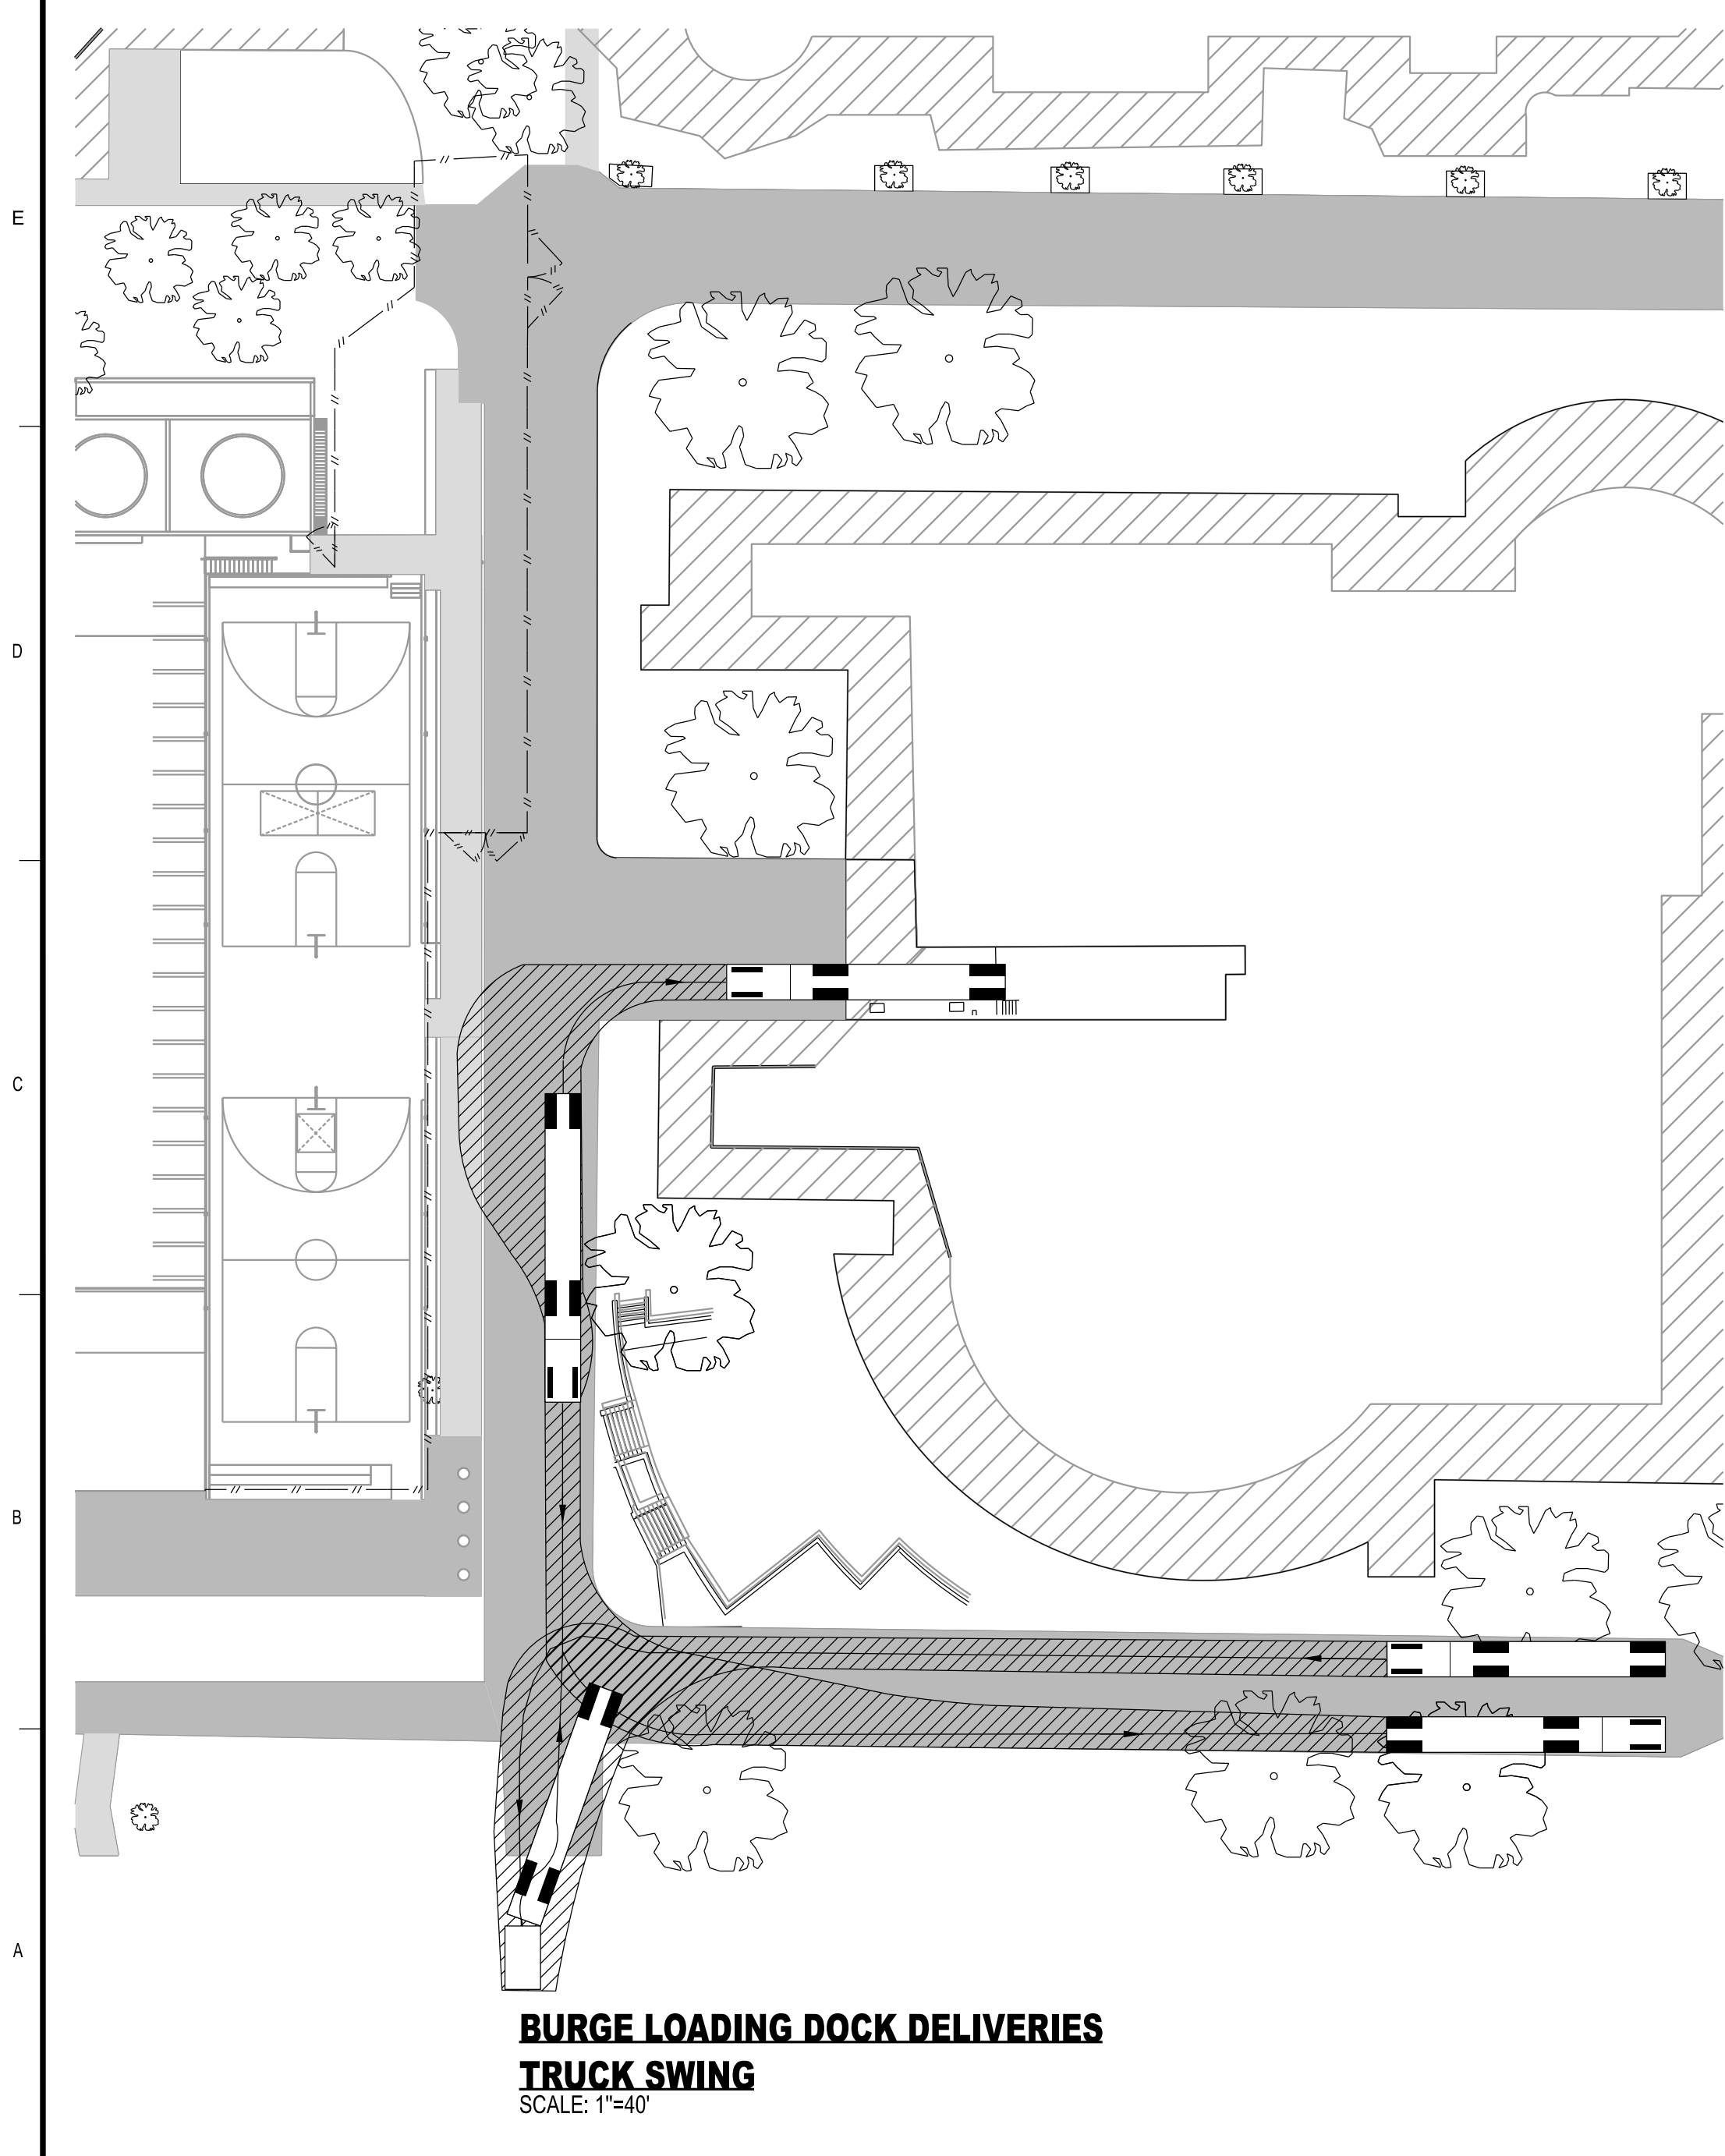 E
D
C
B
A
BURGE LOADING DOCK DELIVERIES
TRUCK SWING
SCALE: 1"=40'